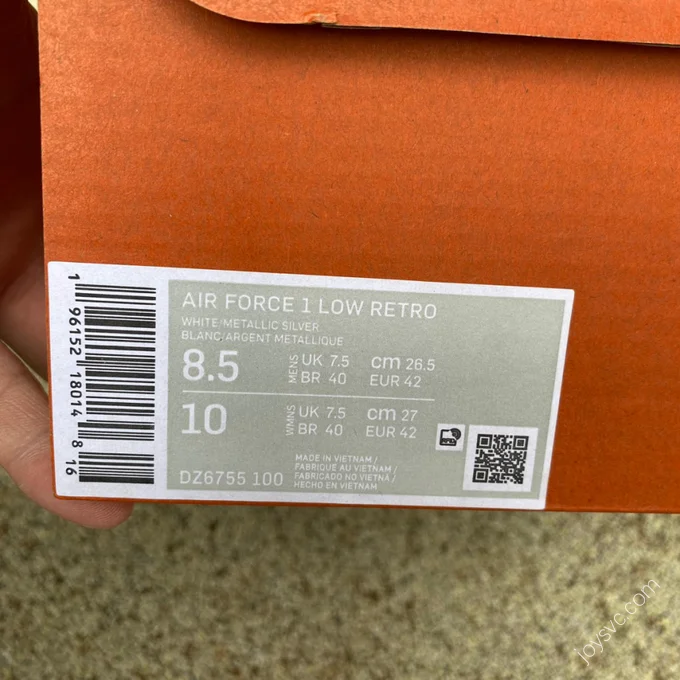 AIR FORCE 1 LOW RETRO
WHITE/METALLIC SILVER
BLANC/ARGENT METALLIQUE
8.5 MENS UK 7.5 cm 26.5
BR 40 EUR 42
10 WMNS UK 7.5 cm 27
BR 40 EUR 42
MADE IN VIETNAM /
FABRIQUE AU VIETNAM /
FABRICADO NO VIETNA /
HECHO EN VIETNAM
DZ6755 100
1 96152 18014 8 16
joysvc.com